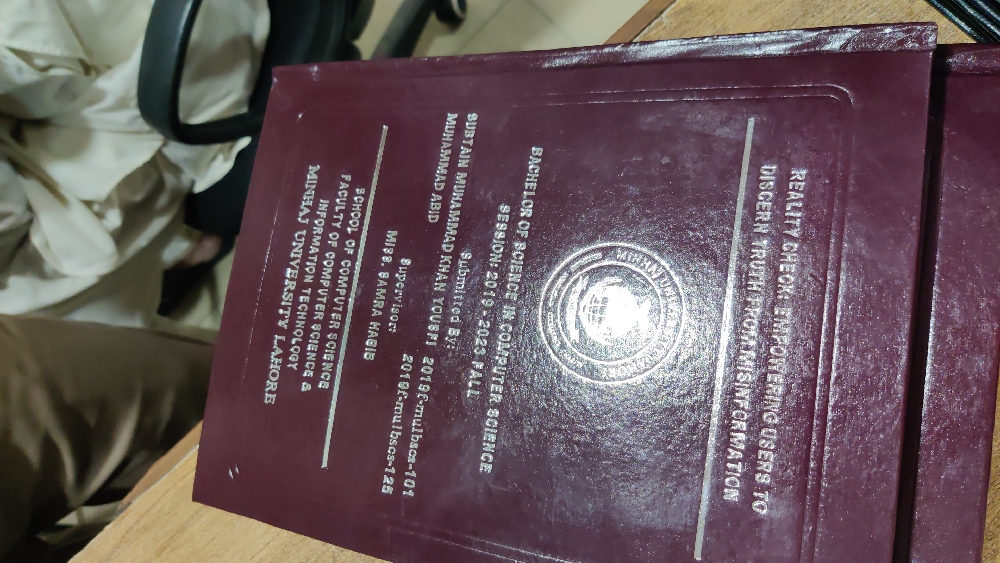 REALITY CHECK: EMPOWERING USERS TO
DISCERN TRUTH FROM MISINFORMATION
BACHELOR OF SCIENCE IN COMPUTER SCIENCE
SESSION: 2019 - 2023 FALL
Submitted By:
SUBTAIN MUHAMMAD KHAN YOUSFI 2019f-mulbscs-101
MUHAMMAD ABID 2019f-mulbscs-125
Supervisor:
MISS. SAMRA HABIB
SCHOOL OF COMPUTER SCIENCE
FACULTY OF COMPUTER SCIENCE &
INFORMATION TECHNOLOGY
MINHAJ UNIVERSITY LAHORE